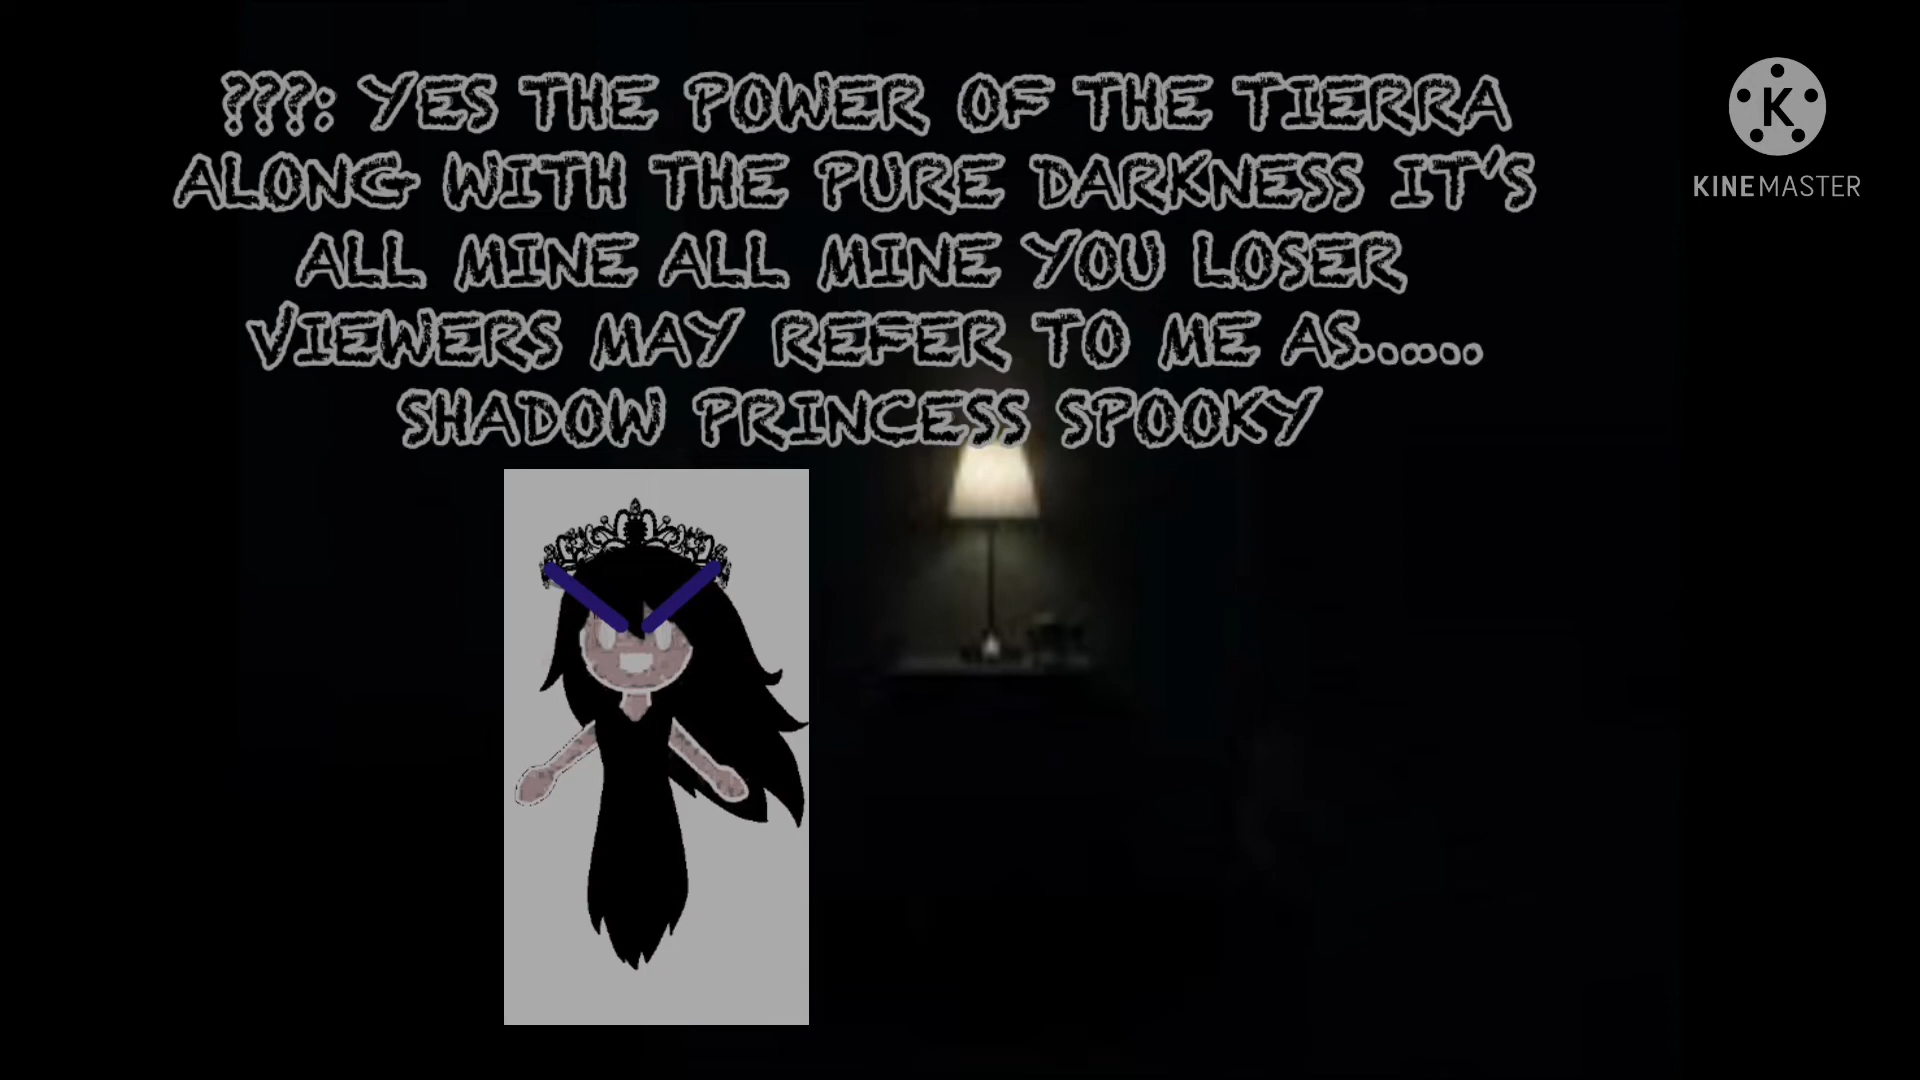 ???: YES THE POWER OF THE TIERRA
ALONG WITH THE PURE DARKNESS IT'S
ALL MINE ALL MINE YOU LOSER
VIEWERS MAY REFER TO ME AS......
SHADOW PRINCESS SPOOKY
K
KINEMASTER